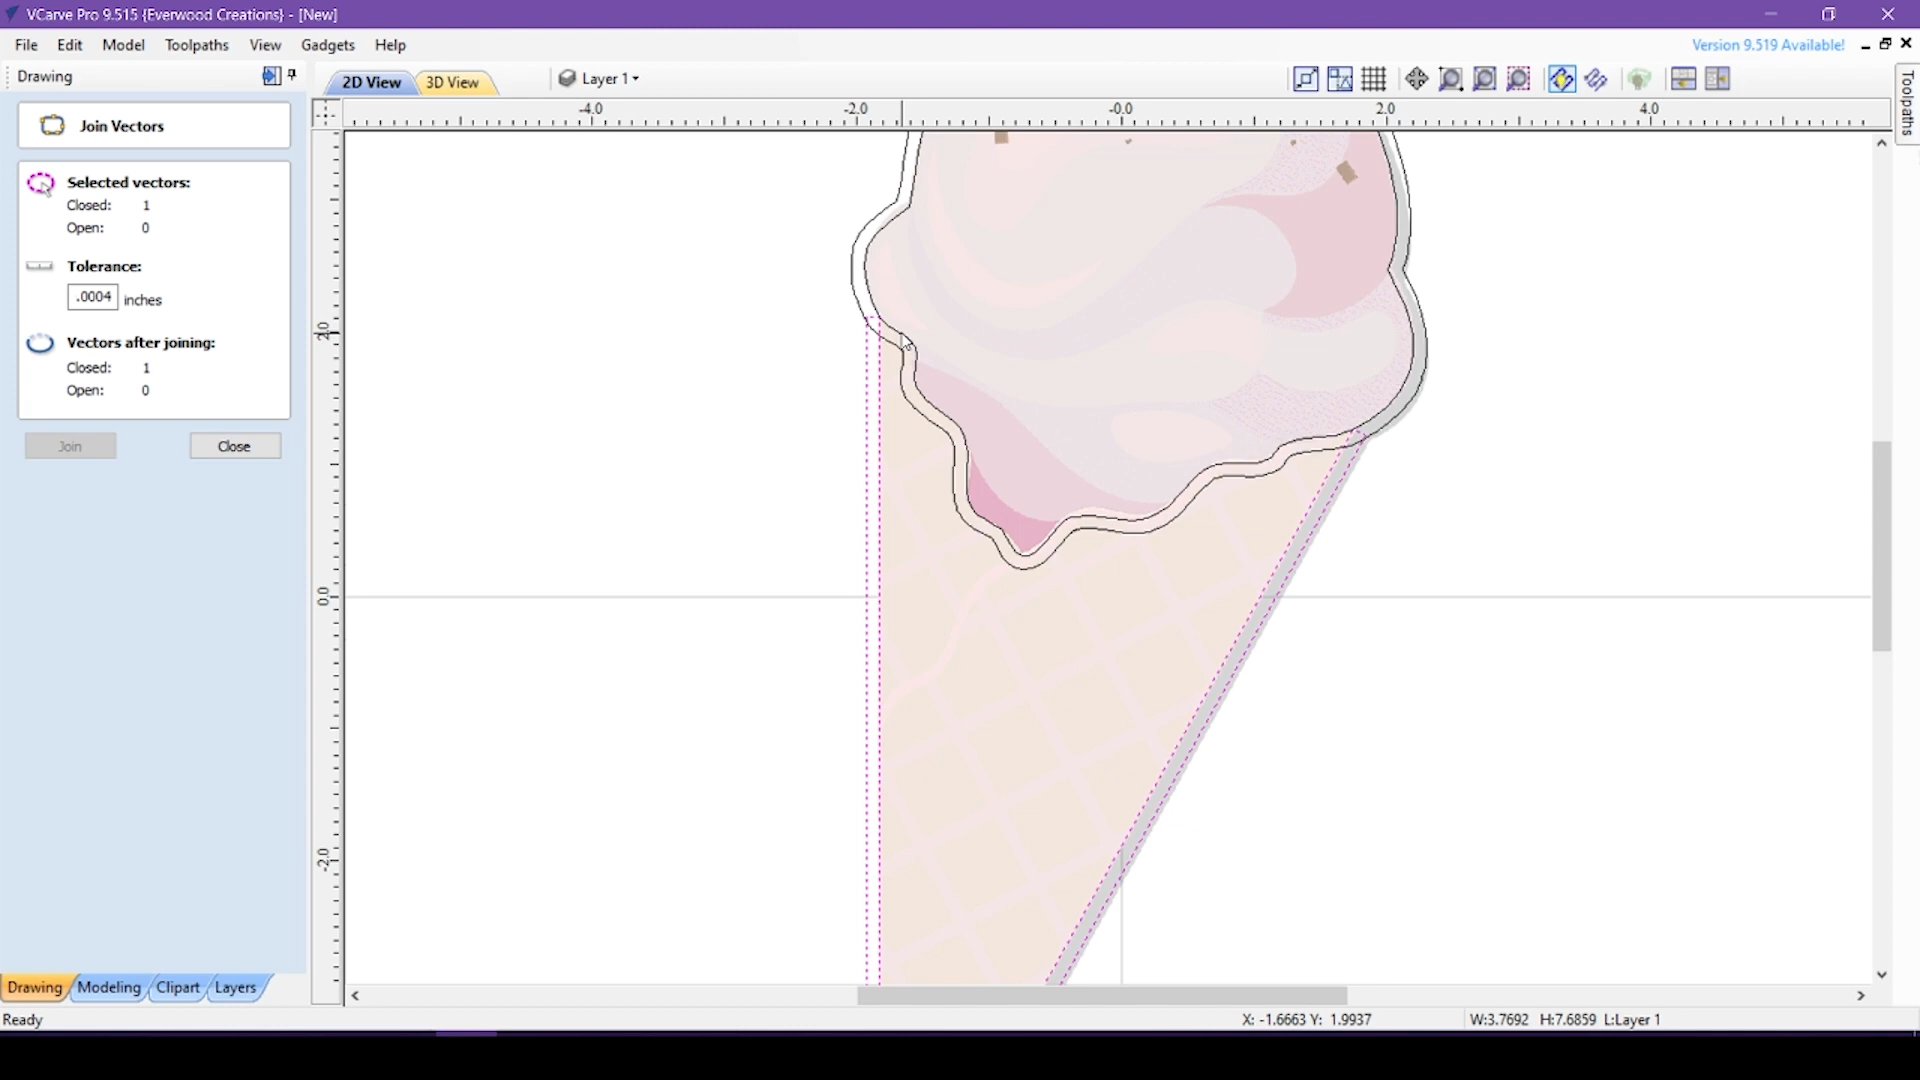 VCarve Pro 9.515 {Everwood Creations} - [New]
File Edit Model Toolpaths View Gadgets Help
Version 9.519 Available!
Drawing
2D View 3D View Layer 1
Toolpaths
-4.0 -2.0 -0.0 2.0 4.0
Join Vectors
Selected vectors:
Closed: 1
Open: 0
Tolerance:
.0004 inches
Vectors after joining:
Closed: 1
Open: 0
Join Close
2.0
0.0
-2.0
Drawing Modeling Clipart Layers
Ready
X: -1.6663 Y: 1.9937
W:3.7692 H:7.6859 L:Layer 1